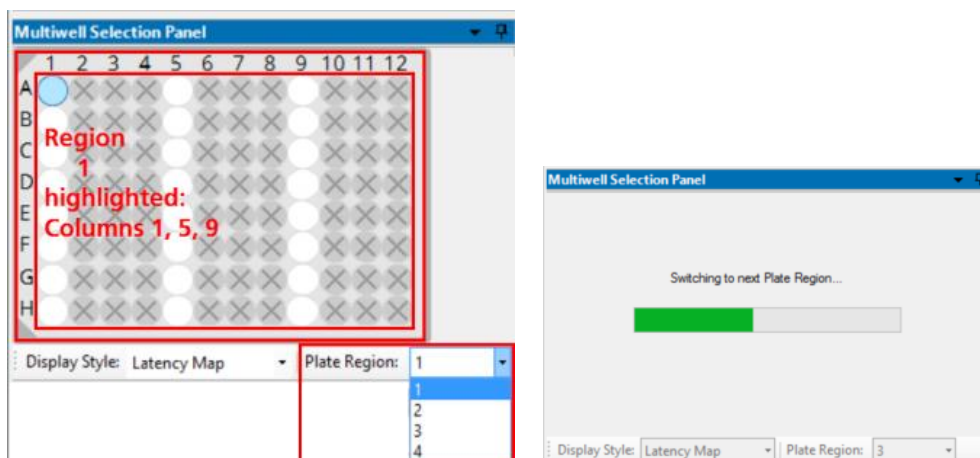 Multiwell Selection Panel
1 2 3 4 5 6 7 8 9 10 11 12
A
B
C
D
E
F
G
H
Region
1
highlighted:
Columns 1, 5, 9
Display Style: Latency Map Plate Region: 1
1
2
3
4
Multiwell Selection Panel
Switching to next Plate Region...
Display Style: Latency Map Plate Region: 3